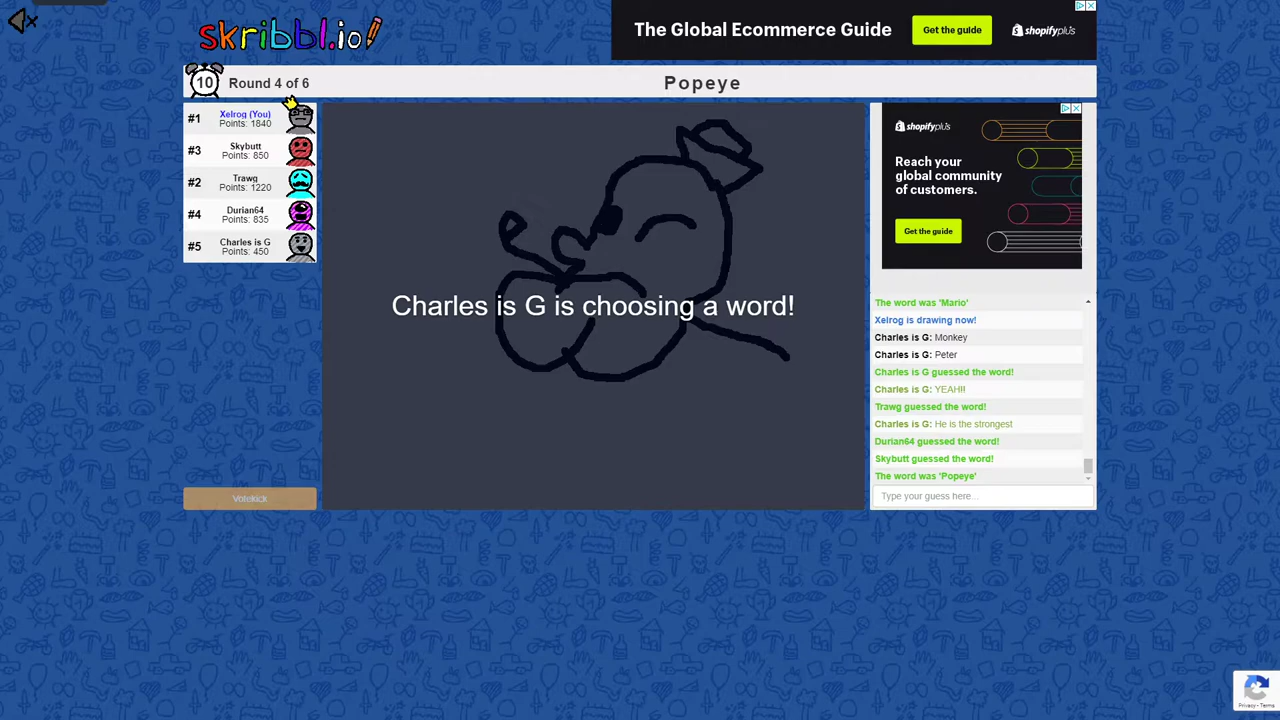 skribbl.io
The Global Ecommerce Guide
Get the guide
shopifyplus
10
Round 4 of 6
Popeye
#1
Xelrog (You)
Points: 1840
#3
Skybutt
Points: 850
#2
Trawg
Points: 1220
#4
Durian64
Points: 835
#5
Charles is G
Points: 450
Votekick
Charles is G is choosing a word!
shopifyplus
Reach your
global community
of customers.
Get the guide
The word was 'Mario'
Xelrog is drawing now!
Charles is G: Monkey
Charles is G: Peter
Charles is G guessed the word!
Charles is G: YEAH!!
Trawg guessed the word!
Charles is G: He is the strongest
Durian64 guessed the word!
Skybutt guessed the word!
The word was 'Popeye'
Type your guess here...
Privacy - Terms